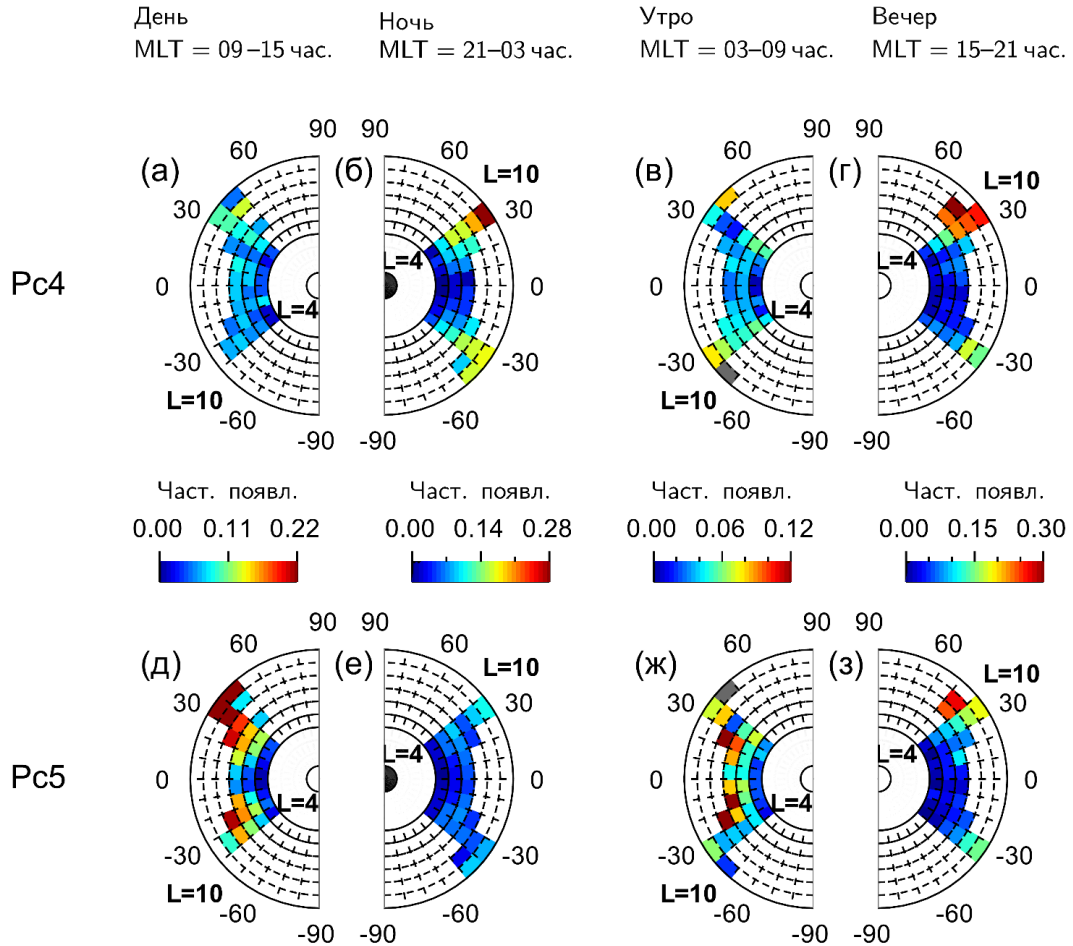 День
MLT = 09–15 час.
Ночь
MLT = 21–03 час.
Утро
MLT = 03–09 час.
Вечер
MLT = 15–21 час.
Pc4
(а)
90
60
30
0
-30
-60
-90
L=4
L=10
(б)
90
60
L=10
30
0
-30
-60
-90
L=4
(в)
90
60
30
0
-30
-60
-90
L=4
L=10
(г)
90
60
L=10
30
0
-30
-60
-90
L=4
Част. появл.
0.00 0.11 0.22
Част. появл.
0.00 0.14 0.28
Част. появл.
0.00 0.06 0.12
Част. появл.
0.00 0.15 0.30
Pc5
(д)
90
60
30
0
-30
-60
-90
L=4
L=10
(е)
90
60
L=10
30
0
-30
-60
-90
L=4
(ж)
90
60
30
0
-30
-60
-90
L=4
L=10
(з)
90
60
L=10
30
0
-30
-60
-90
L=4